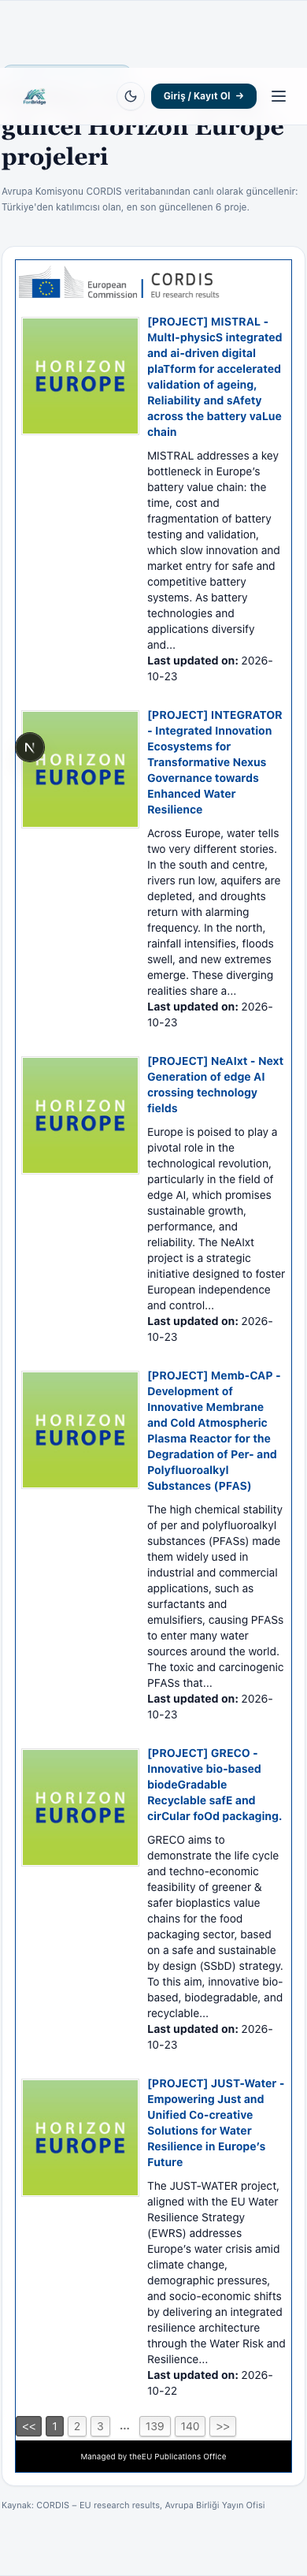 FonBridge
Giriş / Kayıt Ol →
güncel Horizon Europe
projeleri
Avrupa Komisyonu CORDIS veritabanından canlı olarak güncellenir:
Türkiye'den katılımcısı olan, en son güncellenen 6 proje.
European
Commission
CORDIS
EU research results
HORIZON
EUROPE
[PROJECT] MISTRAL -
MultI-physicS integrated
and ai-driven digital
plaTform for accelerated
validation of ageing,
Reliability and sAfety
across the battery vaLue
chain
MISTRAL addresses a key
bottleneck in Europe's
battery value chain: the
time, cost and
fragmentation of battery
testing and validation,
which slow innovation and
market entry for safe and
competitive battery
systems. As battery
technologies and
applications diversify
and...
Last updated on: 2026-
10-23
N
HORIZON
EUROPE
[PROJECT] INTEGRATOR
- Integrated Innovation
Ecosystems for
Transformative Nexus
Governance towards
Enhanced Water
Resilience
Across Europe, water tells
two very different stories.
In the south and centre,
rivers run low, aquifers are
depleted, and droughts
return with alarming
frequency. In the north,
rainfall intensifies, floods
swell, and new extremes
emerge. These diverging
realities share a...
Last updated on: 2026-
10-23
HORIZON
EUROPE
[PROJECT] NeAIxt - Next
Generation of edge AI
crossing technology
fields
Europe is poised to play a
pivotal role in the
technological revolution,
particularly in the field of
edge AI, which promises
sustainable growth,
performance, and
reliability. The NeAIxt
project is a strategic
initiative designed to foster
European independence
and control...
Last updated on: 2026-
10-23
HORIZON
EUROPE
[PROJECT] Memb-CAP -
Development of
Innovative Membrane
and Cold Atmospheric
Plasma Reactor for the
Degradation of Per- and
Polyfluoroalkyl
Substances (PFAS)
The high chemical stability
of per and polyfluoroalkyl
substances (PFASs) made
them widely used in
industrial and commercial
applications, such as
surfactants and
emulsifiers, causing PFASs
to enter many water
sources around the world.
The toxic and carcinogenic
PFASs that...
Last updated on: 2026-
10-23
HORIZON
EUROPE
[PROJECT] GRECO -
Innovative bio-based
biodeGradable
Recyclable safE and
cirCular foOd packaging.
GRECO aims to
demonstrate the life cycle
and techno-economic
feasibility of greener &
safer bioplastics value
chains for the food
packaging sector, based
on a safe and sustainable
by design (SSbD) strategy.
To this aim, innovative bio-
based, biodegradable, and
recyclable...
Last updated on: 2026-
10-23
HORIZON
EUROPE
[PROJECT] JUST-Water -
Empowering Just and
Unified Co-creative
Solutions for Water
Resilience in Europe's
Future
The JUST-WATER project,
aligned with the EU Water
Resilience Strategy
(EWRS) addresses
Europe's water crisis amid
climate change,
demographic pressures,
and socio-economic shifts
by delivering an integrated
resilience architecture
through the Water Risk and
Resilience...
Last updated on: 2026-
10-22
<< 1 2 3 ... 139 140 >>
Managed by theEU Publications Office
Kaynak: CORDIS – EU research results, Avrupa Birliği Yayın Ofisi